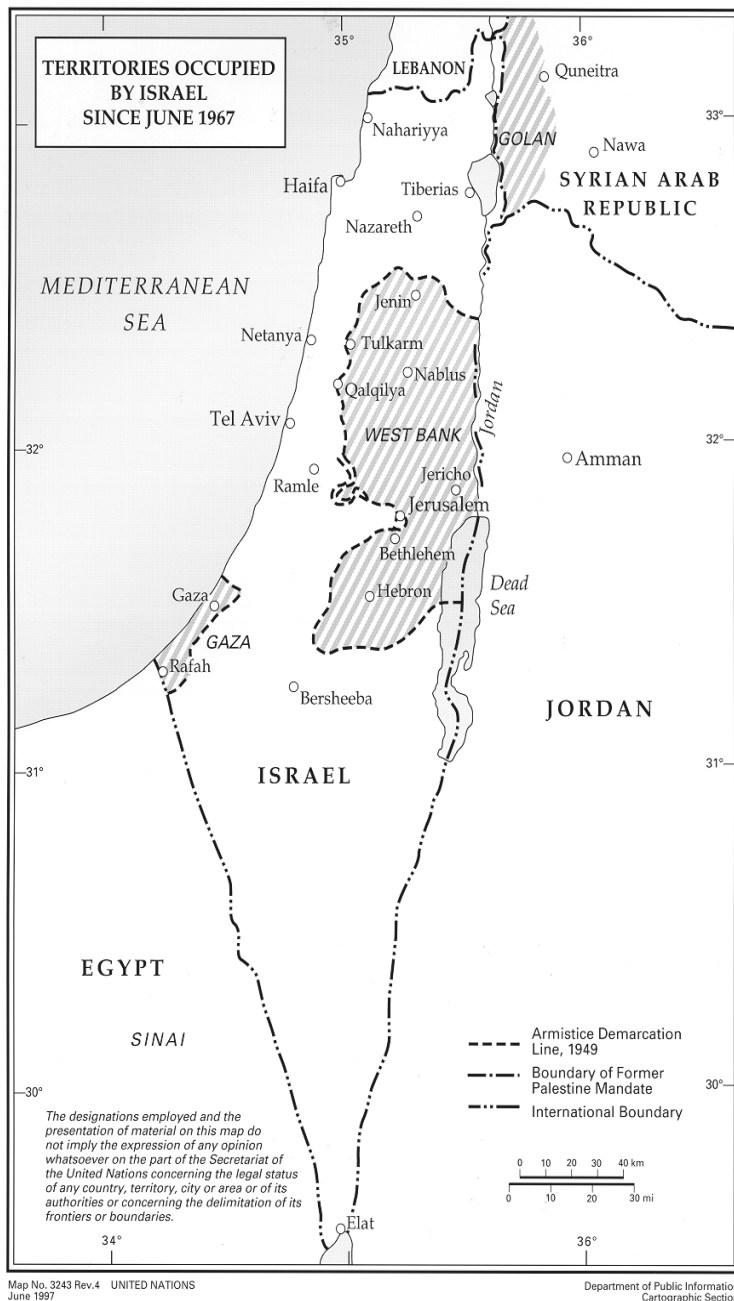 35°
36°
TERRITORIES OCCUPIED
BY ISRAEL
SINCE JUNE 1967
LEBANON
Quneitra
33°
Nahariyya
GOLAN
Nawa
Haifa
Tiberias
SYRIAN ARAB
REPUBLIC
Nazareth
MEDITERRANEAN
SEA
Jenin
Netanya
Tulkarm
Nablus
Qalqilya
Jordan
Tel Aviv
WEST BANK
32°
32°
Amman
Ramle
Jericho
Jerusalem
Bethlehem
Dead
Sea
Hebron
Gaza
GAZA
Rafah
Bersheeba
JORDAN
31°
31°
ISRAEL
EGYPT
SINAI
Armistice Demarcation
Line, 1949
Boundary of Former
Palestine Mandate
International Boundary
30°
30°
The designations employed and the
presentation of material on this map do
not imply the expression of any opinion
whatsoever on the part of the Secretariat of
the United Nations concerning the legal status
of any country, territory, city or area or of its
authorities or concerning the delimitation of its
frontiers or boundaries.
0 10 20 30 40 km
0 10 20 30 mi
Elat
34°
36°
Map No. 3243 Rev.4 UNITED NATIONS
June 1997
Department of Public Informatio
Cartographic Sectio